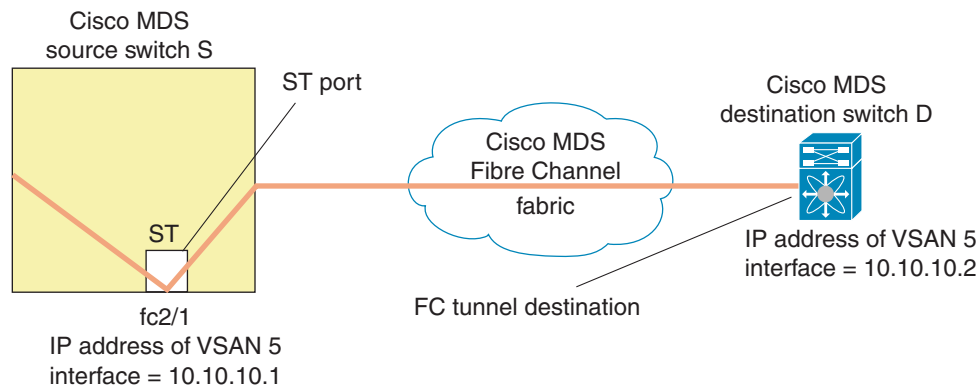 Cisco MDS
source switch S
ST port
ST
fc2/1
IP address of VSAN 5
interface = 10.10.10.1
Cisco MDS
Fibre Channel
fabric
FC tunnel destination
Cisco MDS
destination switch D
IP address of VSAN 5
interface = 10.10.10.2